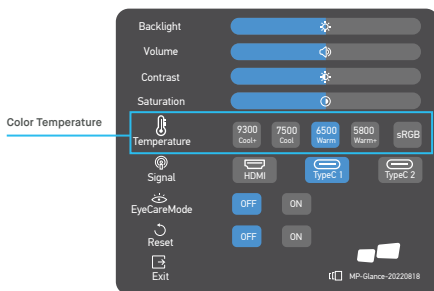 Backlight
Volume
Contrast
Saturation
Color Temperature
Temperature
9300 Cool+
7500 Cool
6500 Warm
5800 Warm+
sRGB
Signal
HDMI
TypeC 1
TypeC 2
EyeCareMode
OFF
ON
Reset
OFF
ON
Exit
MP-Glance-20220818